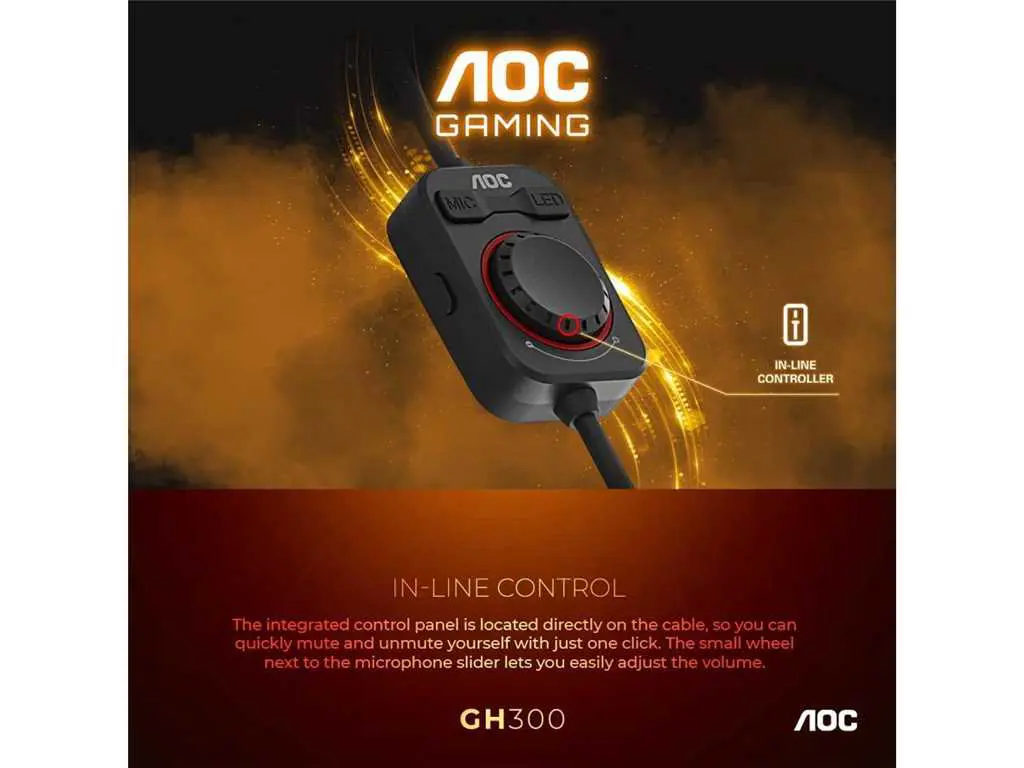 AOC
GAMING
AOC
MIC LED
IN-LINE
CONTROLLER
IN-LINE CONTROL
The integrated control panel is located directly on the cable, so you can
quickly mute and unmute yourself with just one click. The small wheel
next to the microphone slider lets you easily adjust the volume.
GH300
AOC